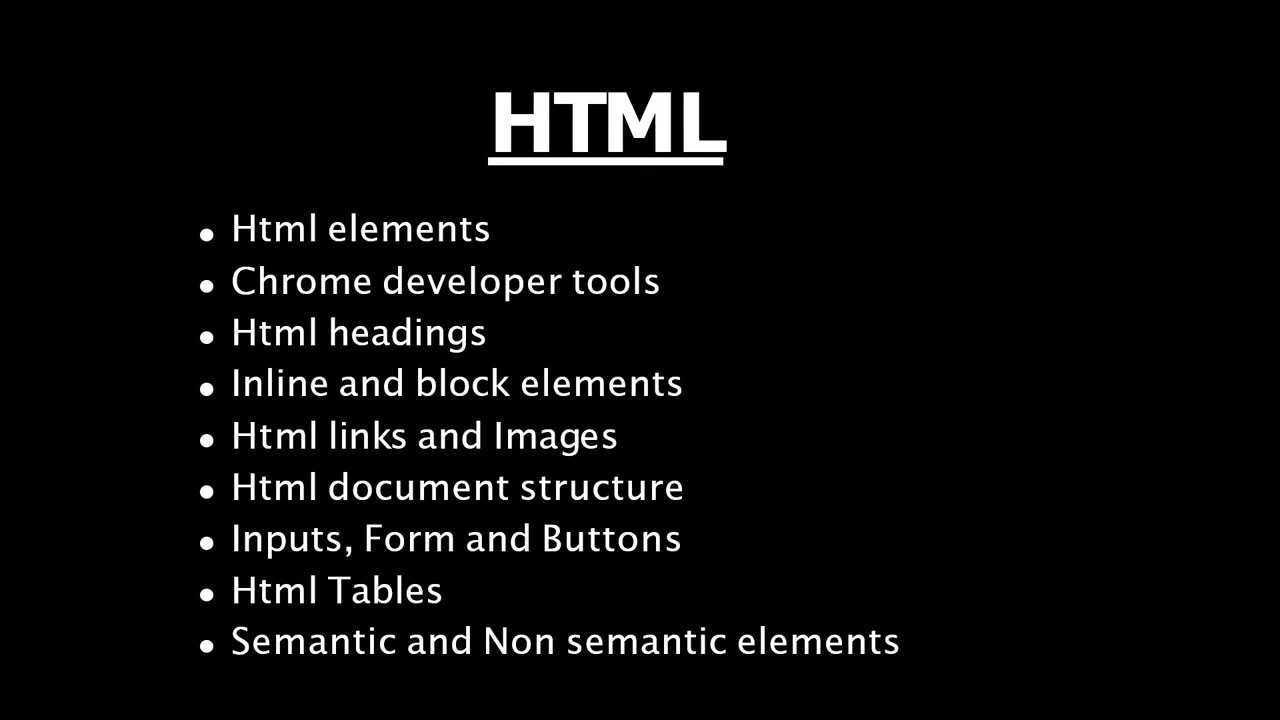 HTML
• Html elements
• Chrome developer tools
• Html headings
• Inline and block elements
• Html links and Images
• Html document structure
• Inputs, Form and Buttons
• Html Tables
• Semantic and Non semantic elements